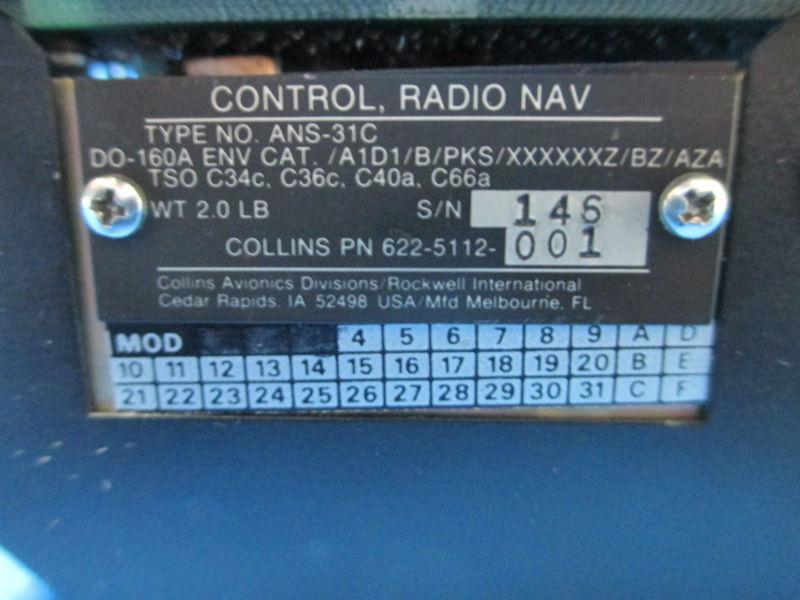 CONTROL, RADIO NAV
TYPE NO. ANS-31C
DO-160A ENV CAT. /A1D1/B/PKS/XXXXXXZ/BZ/AZA
TSO C34c, C36c, C40a, C66a
WT 2.0 LB S/N 146
COLLINS PN 622-5112-001
Collins Avionics Divisions/Rockwell International
Cedar Rapids, IA 52498 USA/Mfd Melbourne, FL
MOD 4 5 6 7 8 9 A D
10 11 12 13 14 15 16 17 18 19 20 B E
21 22 23 24 25 26 27 28 29 30 31 C F